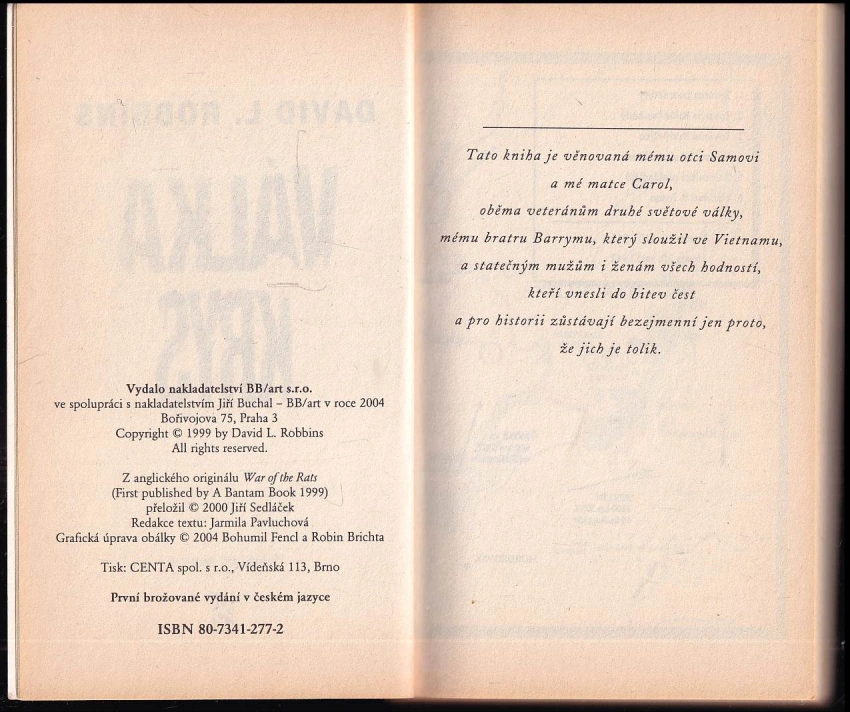 Vydalo nakladatelství BB/art s.r.o.
ve spolupráci s nakladatelstvím Jiří Buchal – BB/art v roce 2004
Bořivojova 75, Praha 3
Copyright © 1999 by David L. Robbins
All rights reserved.
Z anglického originálu War of the Rats
(First published by A Bantam Book 1999)
přeložil © 2000 Jiří Sedláček
Redakce textu: Jarmila Pavluchová
Grafická úprava obálky © 2004 Bohumil Fencl a Robin Brichta
Tisk: CENTA spol. s r.o., Vídeňská 113, Brno
První brožované vydání v českém jazyce
ISBN 80-7341-277-2
Tato kniha je věnovaná mému otci Samovi
a mé matce Carol,
oběma veteránům druhé světové války,
mému bratru Barrymu, který sloužil ve Vietnamu,
a statečným mužům i ženám všech hodností,
kteří vnesli do bitev čest
a pro historii zůstávají bezejmenní jen proto,
že jich je tolik.